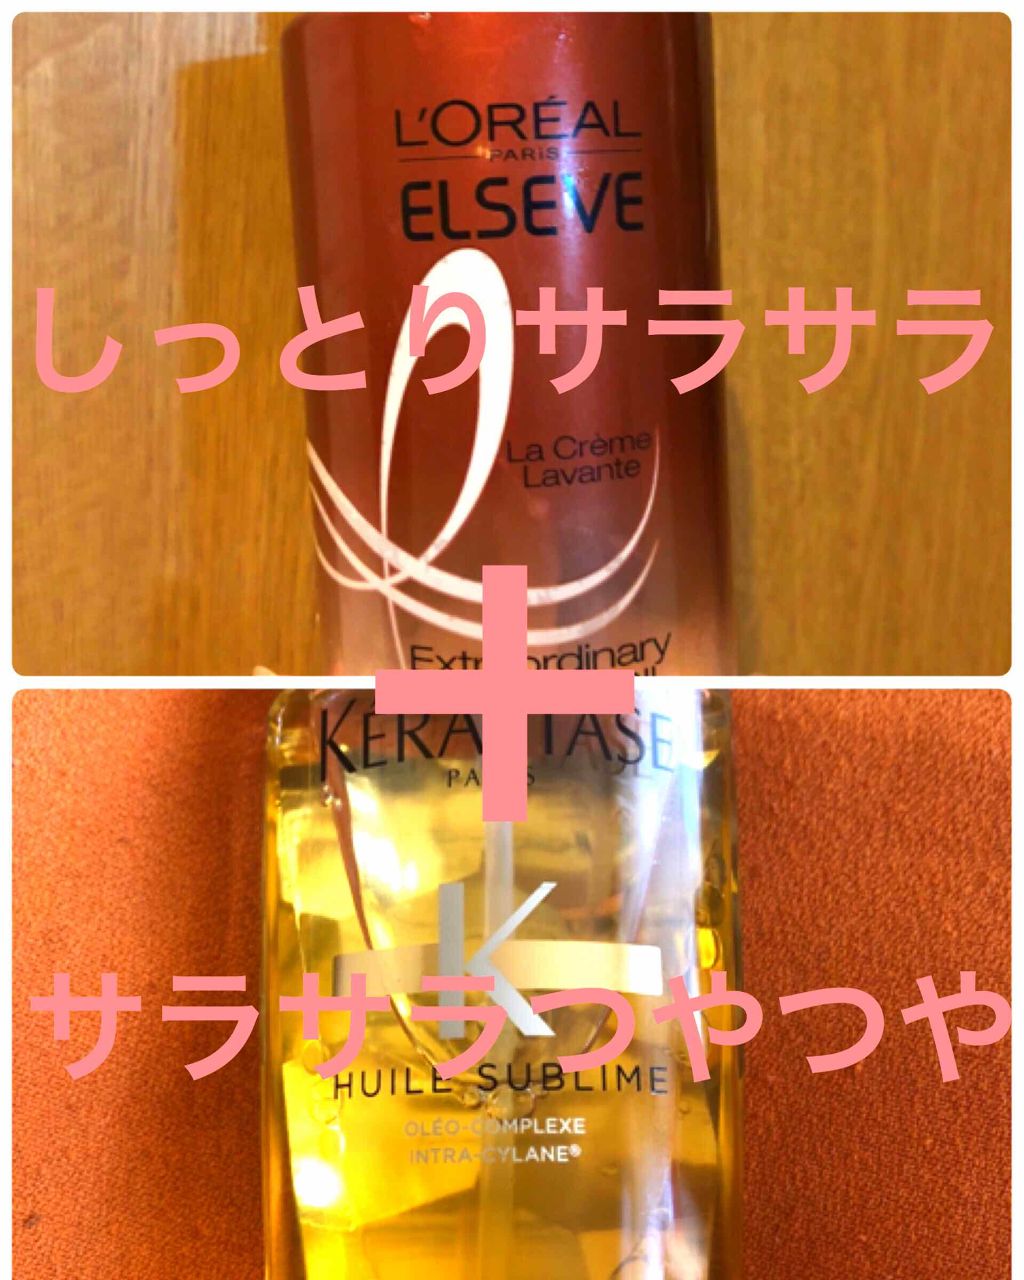 L'ORÉAL
PARIS
ELSEVE
しっとりサラサラ
La Crème
Lavante
Extraordinary
+
KÉRASTASE
PARIS
K
サラサラつやつや
HUILE SUBLIME
OLÉO-COMPLEXE
INTRA-CYLANE®